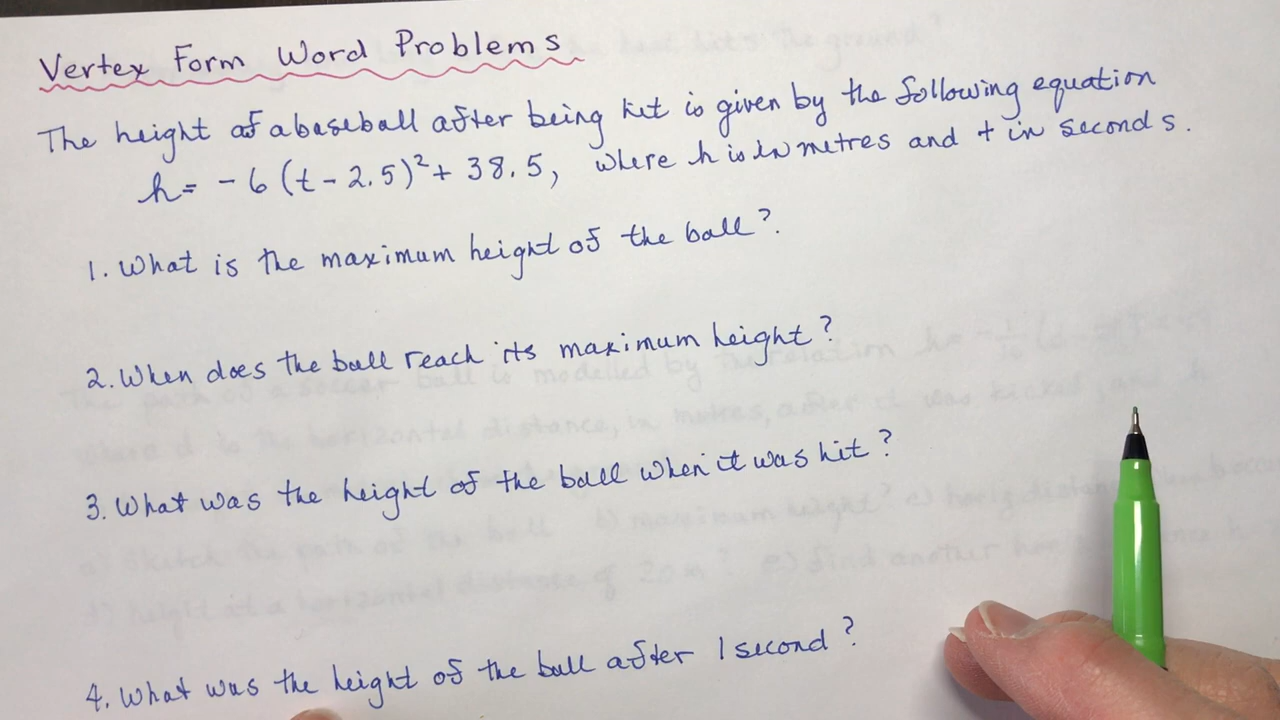 Vertex Form Word Problems
The height of a baseball after being hit is given by the following equation
h = -6(t-2.5)²+38.5, where h is in metres and t in seconds.
1. What is the maximum height of the ball?
2. When does the ball reach its maximum height?
3. What was the height of the ball when it was hit?
4. What was the height of the ball after 1 second?